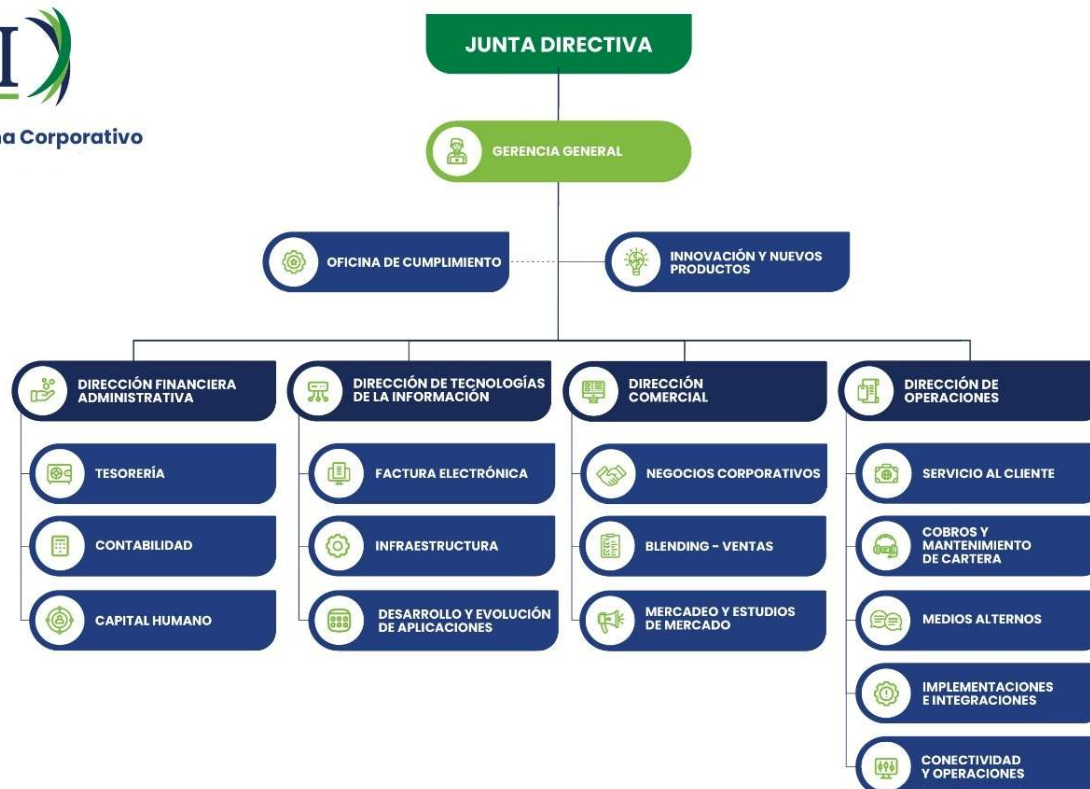 I
na Corporativo
JUNTA DIRECTIVA
GERENCIA GENERAL
OFICINA DE CUMPLIMIENTO
INNOVACIÓN Y NUEVOS
PRODUCTOS
DIRECCIÓN FINANCIERA
ADMINISTRATIVA
TESORERÍA
CONTABILIDAD
CAPITAL HUMANO
DIRECCIÓN DE TECNOLOGÍAS
DE LA INFORMACIÓN
FACTURA ELECTRÓNICA
INFRAESTRUCTURA
DESARROLLO Y EVOLUCIÓN
DE APLICACIONES
DIRECCIÓN
COMERCIAL
NEGOCIOS CORPORATIVOS
BLENDING - VENTAS
MERCADEO Y ESTUDIOS
DE MERCADO
DIRECCIÓN DE
OPERACIONES
SERVICIO AL CLIENTE
COBROS Y
MANTENIMIENTO
DE CARTERA
MEDIOS ALTERNOS
IMPLEMENTACIONES
E INTEGRACIONES
CONECTIVIDAD
Y OPERACIONES